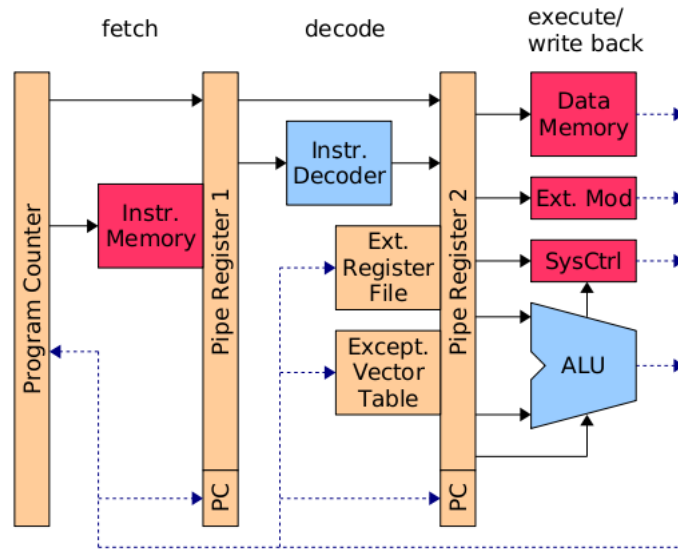 fetch
decode
execute/
write back
Program Counter
Instr.
Memory
Pipe Register 1
PC
Instr.
Decoder
Ext.
Register
File
Except.
Vector
Table
Pipe Register 2
PC
Data
Memory
Ext. Mod
SysCtrl
ALU